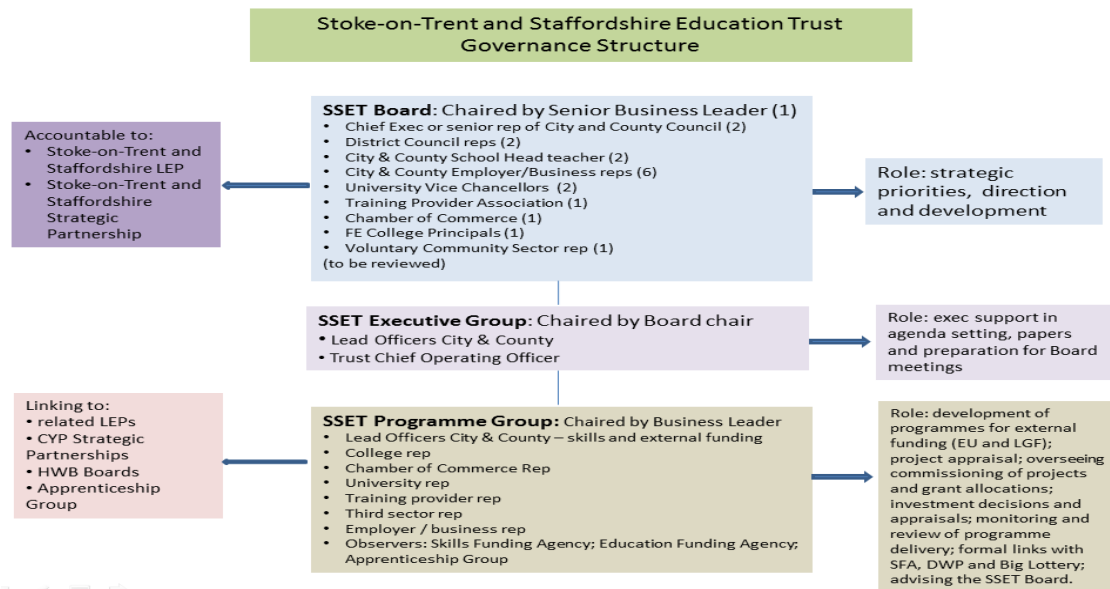 Stoke-on-Trent and Staffordshire Education Trust
Governance Structure
Accountable to:
• Stoke-on-Trent and
Staffordshire LEP
• Stoke-on-Trent and
Staffordshire
Strategic
Partnership
SSET Board: Chaired by Senior Business Leader (1)
• Chief Exec or senior rep of City and County Council (2)
• District Council reps (2)
• City & County School Head teacher (2)
• City & County Employer/Business reps (6)
• University Vice Chancellors (2)
• Training Provider Association (1)
• Chamber of Commerce (1)
• FE College Principals (1)
• Voluntary Community Sector rep (1)
(to be reviewed)
Role: strategic
priorities, direction
and development
SSET Executive Group: Chaired by Board chair
• Lead Officers City & County
• Trust Chief Operating Officer
Role: exec support in
agenda setting, papers
and preparation for Board
meetings
Linking to:
• related LEPs
• CYP Strategic
Partnerships
• HWB Boards
• Apprenticeship
Group
SSET Programme Group: Chaired by Business Leader
• Lead Officers City & County – skills and external funding
• College rep
• Chamber of Commerce Rep
• University rep
• Training provider rep
• Third sector rep
• Employer / business rep
• Observers: Skills Funding Agency; Education Funding Agency;
Apprenticeship Group
Role: development of
programmes for external
funding (EU and LGF);
project appraisal; overseeing
commissioning of projects
and grant allocations;
investment decisions and
appraisals; monitoring and
review of programme
delivery; formal links with
SFA, DWP and Big Lottery;
advising the SSET Board.